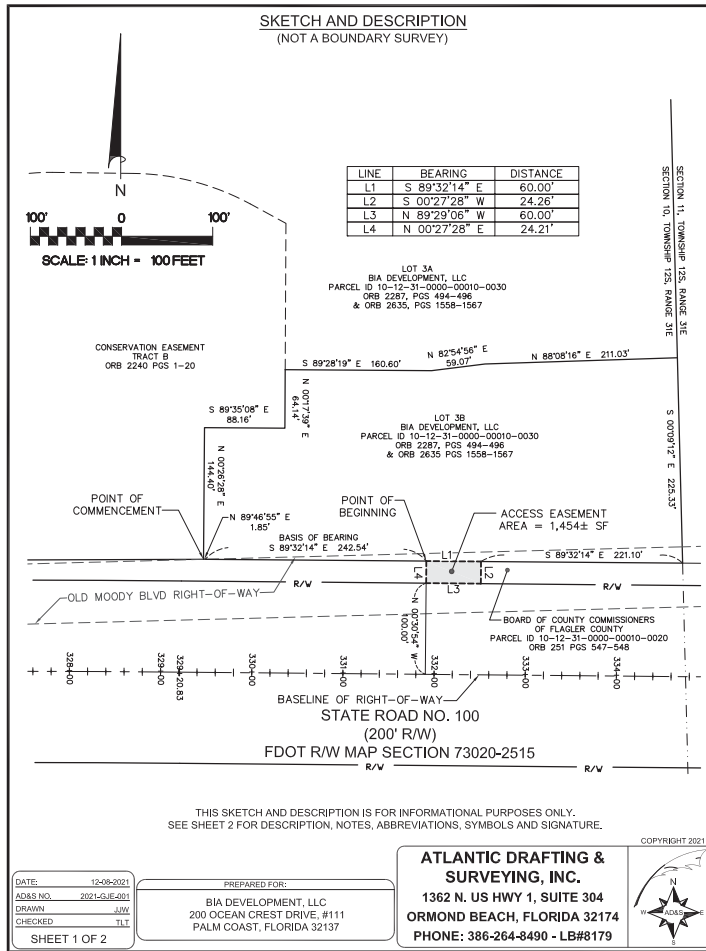 SKETCH AND DESCRIPTION
(NOT A BOUNDARY SURVEY)
N
100' 0 100'
SCALE: 1 INCH = 100 FEET
LINE BEARING DISTANCE
L1 S 89°32'14" E 60.00'
L2 S 00°27'28" W 24.26'
L3 N 89°29'06" W 60.00'
L4 N 00°27'28" E 24.21'
SECTION 11, TOWNSHIP 12S, RANGE 31E
SECTION 10, TOWNSHIP 12S, RANGE 31E
LOT 3A
BIA DEVELOPMENT, LLC
PARCEL ID 10-12-31-0000-00010-0030
ORB 2287, PGS 494-496
& ORB 2635, PGS 1558-1567
CONSERVATION EASEMENT
TRACT B
ORB 2240 PGS 1-20
S 89°28'19" E 160.60'
N 82°54'56" E
59.07'
N 88°08'16" E 211.03'
N 00°17'39" E
64.14'
S 89°35'08" E
88.16'
LOT 3B
BIA DEVELOPMENT, LLC
PARCEL ID 10-12-31-0000-00010-0030
ORB 2287, PGS 494-496
& ORB 2635 PGS 1558-1567
S 00°09'12" E 225.33'
N 00°26'28" E
144.40'
POINT OF
COMMENCEMENT
N 89°46'55" E
1.85'
POINT OF
BEGINNING
ACCESS EASEMENT
AREA = 1,454± SF
BASIS OF BEARING
S 89°32'14" E 242.54'
L1
S 89°32'14" E 221.10'
L4
L2
L3
R/W
R/W
OLD MOODY BLVD RIGHT-OF-WAY
N 00°30'54" W
100.00'
BOARD OF COUNTY COMMISSIONERS
OF FLAGLER COUNTY
PARCEL ID 10-12-31-0000-00010-0020
ORB 251 PGS 547-548
328+00
329+00
329+20.83
330+00
331+00
332+00
333+00
334+00
BASELINE OF RIGHT-OF-WAY
STATE ROAD NO. 100
(200' R/W)
FDOT R/W MAP SECTION 73020-2515
R/W
R/W
THIS SKETCH AND DESCRIPTION IS FOR INFORMATIONAL PURPOSES ONLY.
SEE SHEET 2 FOR DESCRIPTION, NOTES, ABBREVIATIONS, SYMBOLS AND SIGNATURE.
COPYRIGHT 2021
DATE: 12-08-2021
AD&S NO. 2021-GJE-001
DRAWN JJW
CHECKED TLT
SHEET 1 OF 2
PREPARED FOR:
BIA DEVELOPMENT, LLC
200 OCEAN CREST DRIVE, #111
PALM COAST, FLORIDA 32137
ATLANTIC DRAFTING &
SURVEYING, INC.
1362 N. US HWY 1, SUITE 304
ORMOND BEACH, FLORIDA 32174
PHONE: 386-264-8490 - LB#8179
N
W AD&S E
S